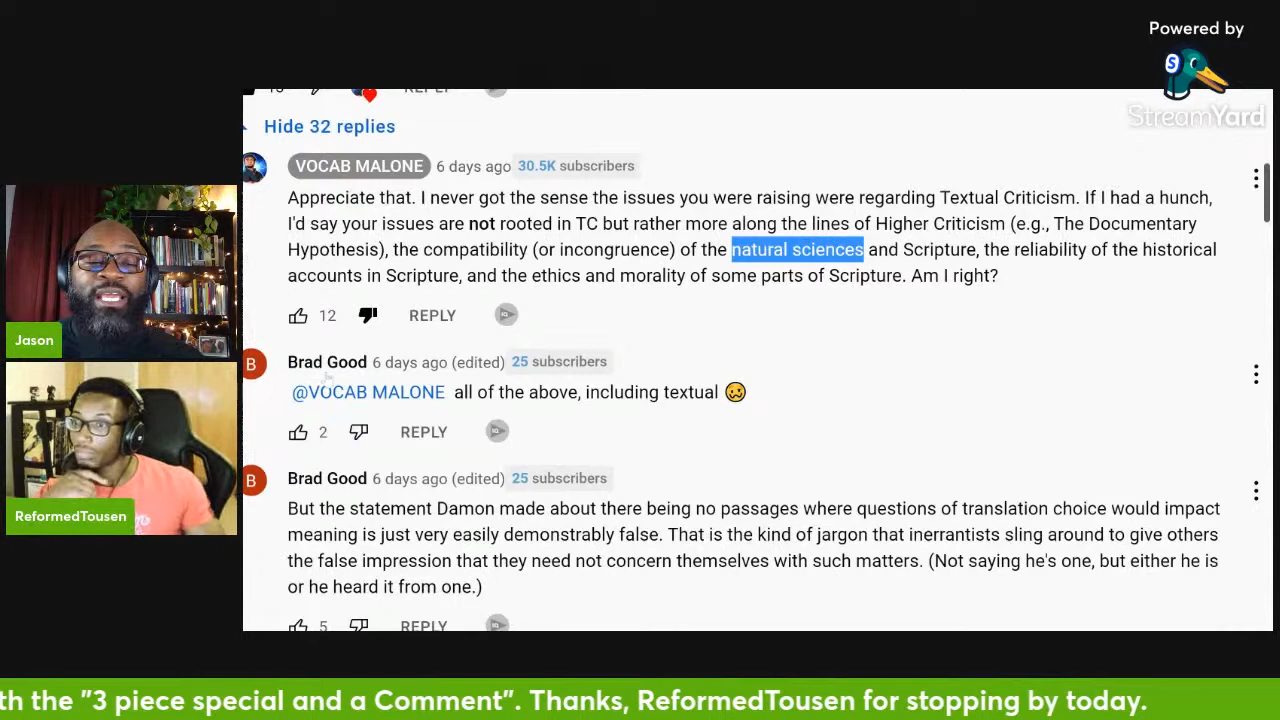 Powered by
StreamYard
REPLY
Hide 32 replies
VOCAB MALONE 6 days ago 30.5K subscribers
Appreciate that. I never got the sense the issues you were raising were regarding Textual Criticism. If I had a hunch,
I'd say your issues are not rooted in TC but rather more along the lines of Higher Criticism (e.g., The Documentary
Hypothesis), the compatibility (or incongruence) of the natural sciences and Scripture, the reliability of the historical
accounts in Scripture, and the ethics and morality of some parts of Scripture. Am I right?
12 REPLY
B Brad Good 6 days ago (edited) 25 subscribers
@VOCAB MALONE all of the above, including textual 🥴
2 REPLY
B Brad Good 6 days ago (edited) 25 subscribers
But the statement Damon made about there being no passages where questions of translation choice would impact
meaning is just very easily demonstrably false. That is the kind of jargon that inerrantists sling around to give others
the false impression that they need not concern themselves with such matters. (Not saying he's one, but either he is
or he heard it from one.)
5 REPLY
Jason
ReformedTousen
th the "3 piece special and a Comment". Thanks, ReformedTousen for stopping by today.